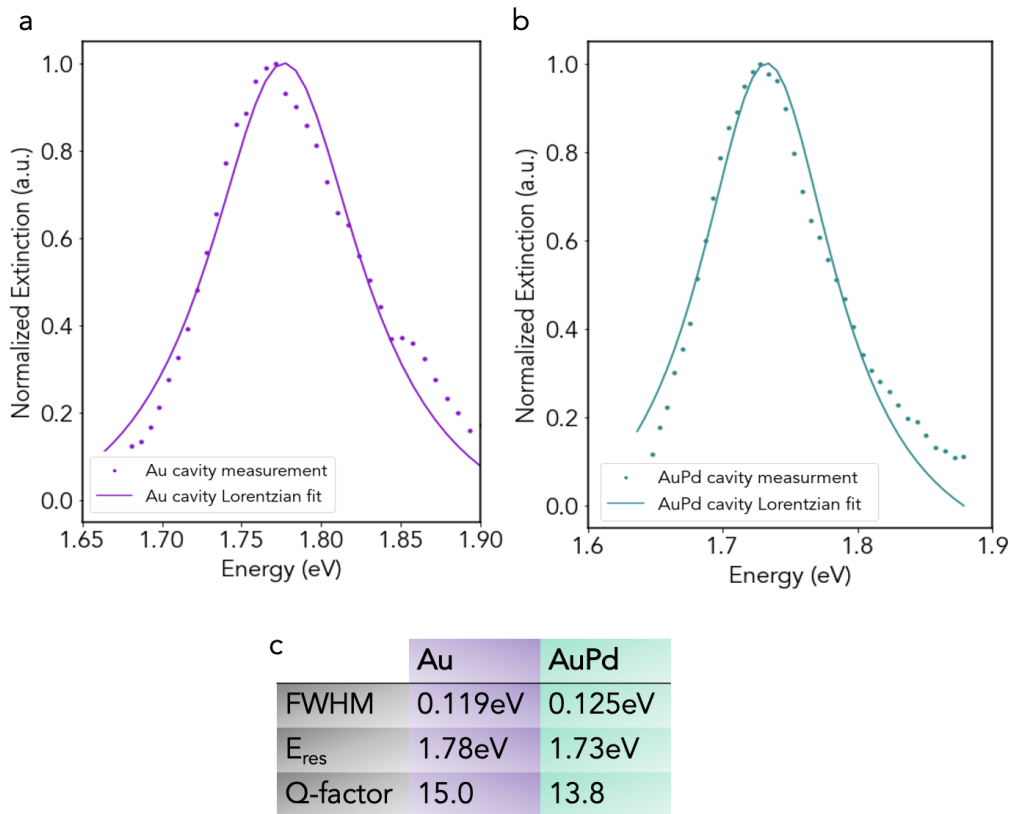 a
1.0
0.8
0.6
0.4
0.2
0.0
Normalized Extinction (a.u.)
Au cavity measurement
Au cavity Lorentzian fit
1.65 1.70 1.75 1.80 1.85 1.90
Energy (eV)
b
1.0
0.8
0.6
0.4
0.2
0.0
Normalized Extinction (a.u.)
AuPd cavity measurment
AuPd cavity Lorentzian fit
1.6 1.7 1.8 1.9
Energy (eV)
c
Au AuPd
FWHM 0.119eV 0.125eV
Eres 1.78eV 1.73eV
Q-factor 15.0 13.8